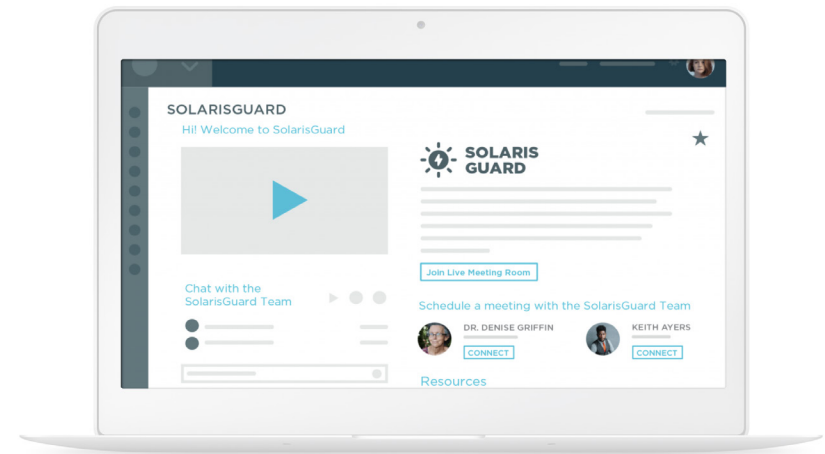 SOLARISGUARD
Hi! Welcome to SolarisGuard
SOLARIS
GUARD
Join Live Meeting Room
Chat with the
SolarisGuard Team
Schedule a meeting with the SolarisGuard Team
DR. DENISE GRIFFIN
CONNECT
KEITH AYERS
CONNECT
Resources